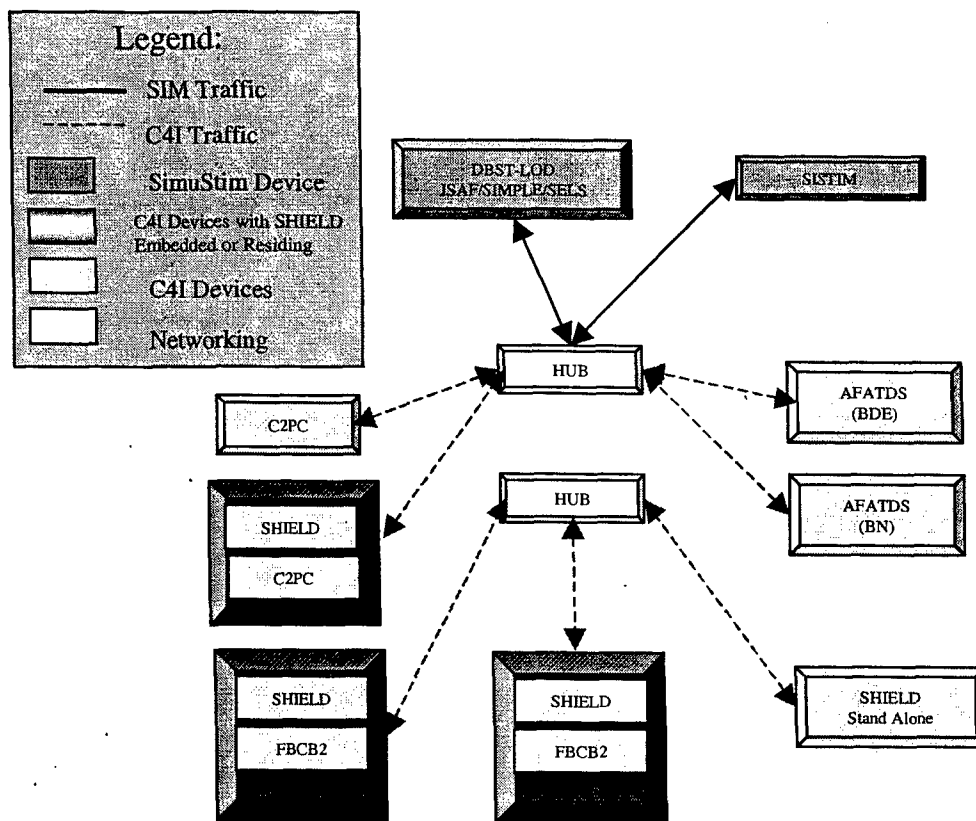 Legend:
SIM Traffic
C4I Traffic
SimuStim Device
C4I Devices with SHIELD
Embedded or Residing
C4I Devices
Networking
DBST-LOD
JSAF/SIMPLE/SELS
SISTIM
HUB
C2PC
AFATDS
(BDE)
HUB
AFATDS
(BN)
SHIELD
C2PC
SHIELD
FBCB2
SHIELD
FBCB2
SHIELD
Stand Alone